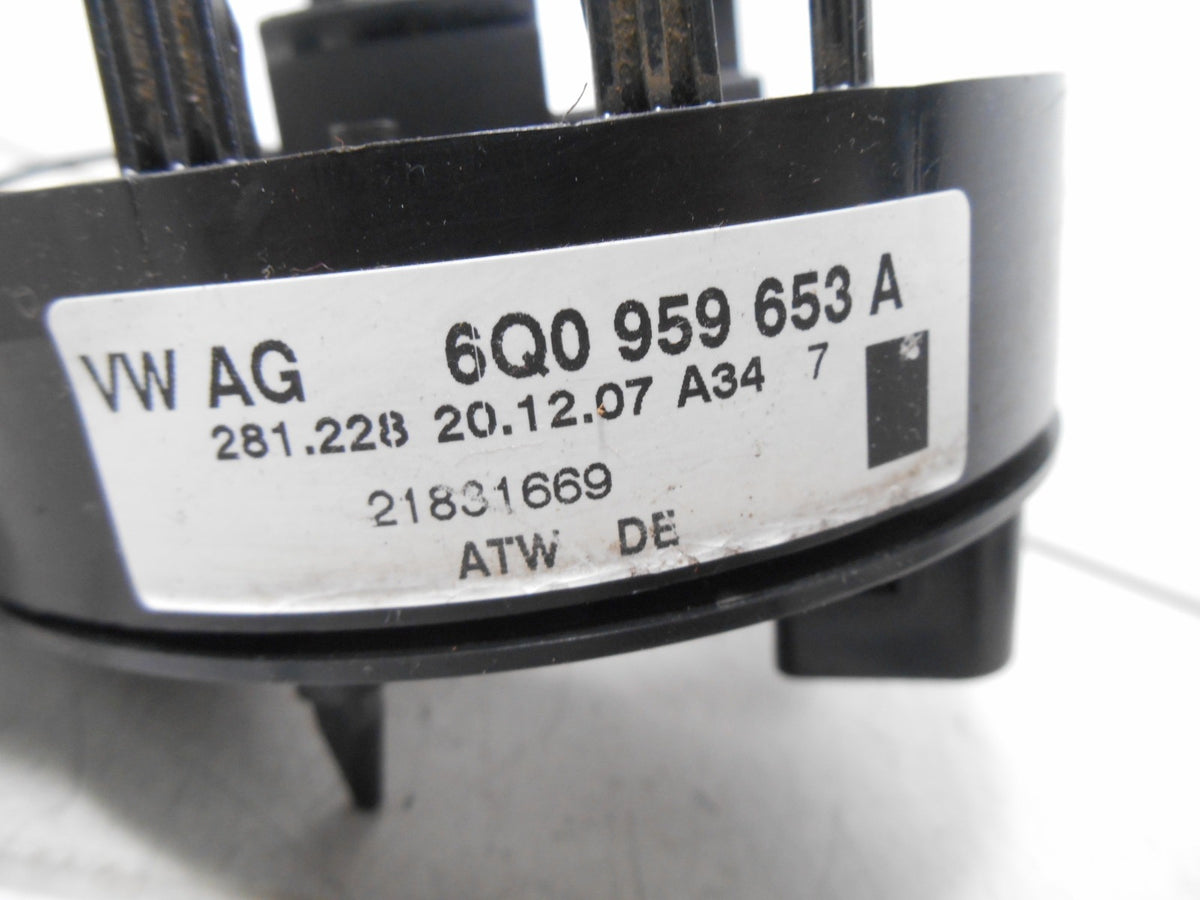 VW AG 6Q0 959 653 A
281.228 20.12.07 A34 7
21831669
ATW DE